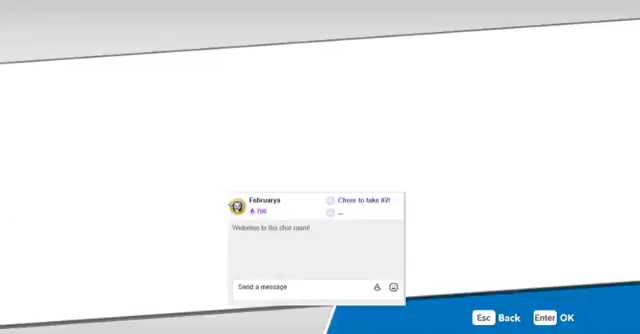 Februarys
Cheer to take #2!
700
...
Welcome to the chat room!
Send a message
Esc Back Enter OK